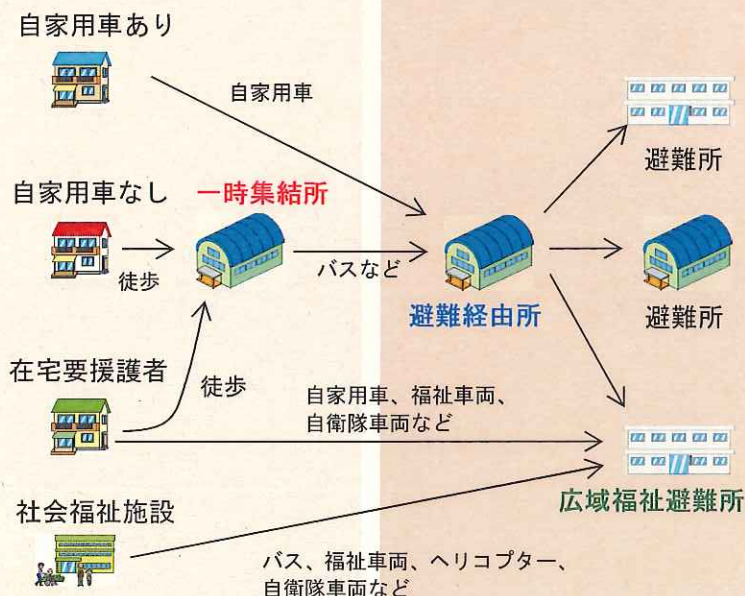 自家用車あり
自家用車
避難所
自家用車なし
一時集結所
徒歩
バスなど
避難経由所
避難所
在宅要援護者
徒歩
自家用車、福祉車両、
自衛隊車両など
広域福祉避難所
社会福祉施設
バス、福祉車両、ヘリコプター、
自衛隊車両など